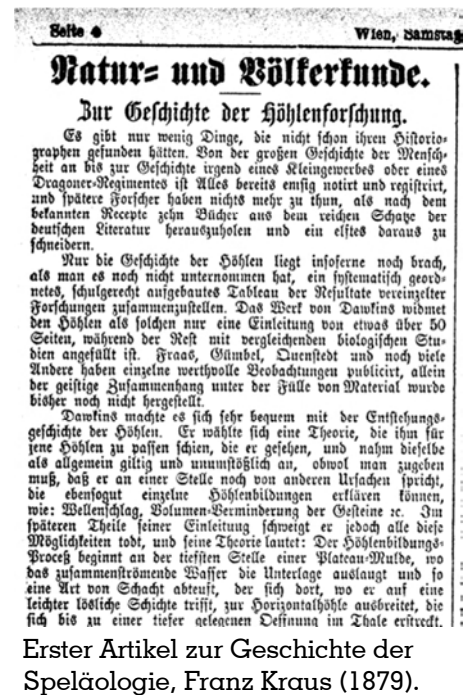 Seite 4
Wien, Samstag
Natur= und Völkerkunde.
Zur Geschichte der Höhlenforschung.
Es gibt nur wenig Dinge, die nicht schon ihren Historio-
graphen gefunden hätten. Von der großen Geschichte der Mensch-
heit an bis zur Geschichte irgend eines Kleingewerbes oder eines
Dragoner-Regimentes ist Alles bereits emsig notirt und registrirt,
und spätere Forscher haben nichts mehr zu thun, als nach dem
bekannten Recepte zehn Bücher aus dem reichen Schatze der
deutschen Literatur herauszuholen und ein elftes daraus zu
schneidern.
Nur die Geschichte der Höhlen liegt insoferne noch brach,
als man es noch nicht unternommen hat, ein systematisch geord-
netes, schulgerecht aufgebautes Tableau der Resultate vereinzelter
Forschungen zusammenzustellen. Das Werk von Dawkins widmet
den Höhlen als solchen nur eine Einleitung von etwas über 50
Seiten, während der Rest mit vergleichenden biologischen Stu-
dien angefüllt ist. Fraas, Gümbel, Quenstedt und noch viele
Andere haben einzelne werthvolle Beobachtungen publicirt, allein
der geistige Zusammenhang unter der Fülle von Material wurde
bisher noch nicht hergestellt.
Dawkins machte es sich sehr bequem mit der Entstehungs-
geschichte der Höhlen. Er wählte sich eine Theorie, die ihm für
jene Höhlen zu passen schien, die er gesehen, und nahm dieselbe
als allgemein giltig und unumstößlich an, obwol man zugeben
muß, daß er an einer Stelle noch von anderen Ursachen spricht,
die ebensogut einzelne Höhlenbildungen erklären können,
wie: Wellenschlag, Volumen-Verminderung der Gesteine ꝛc. Im
späteren Theile seiner Einleitung schweigt er jedoch alle diese
Möglichkeiten todt, und seine Theorie lautet: Der Höhlenbildungs-
Proceß beginnt an der tiefsten Stelle einer Plateau-Mulde, wo
das zusammenströmende Wasser die Unterlage auslaugt und so
eine Art von Schacht abteuft, der sich dort, wo er auf eine
leichter lösliche Schichte trifft, zur Horizontalhöhle ausbreitet, die
sich bis zu einer tiefer gelegenen Oeffnung im Thale erstreckt.
Erster Artikel zur Geschichte der
Speläologie, Franz Kraus (1879).